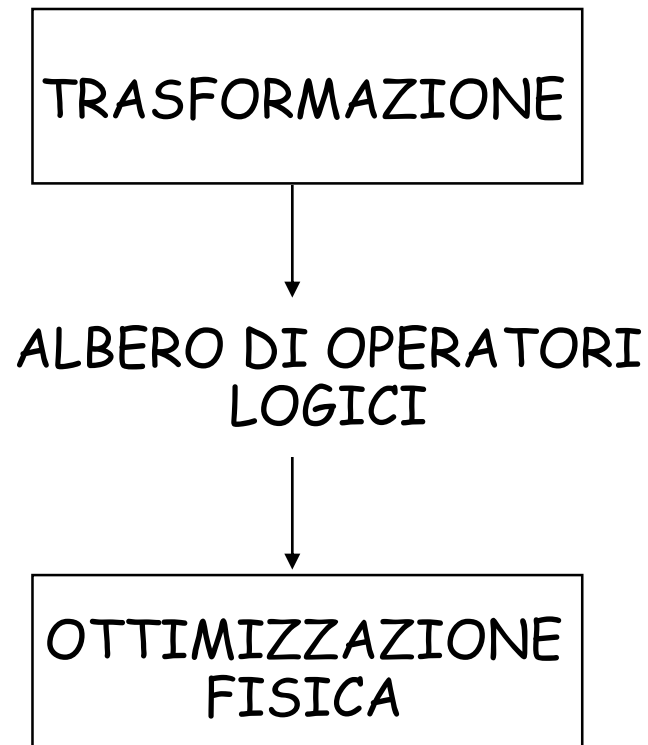 TRASFORMAZIONE
ALBERO DI OPERATORI
LOGICI
OTTIMIZZAZIONE
FISICA